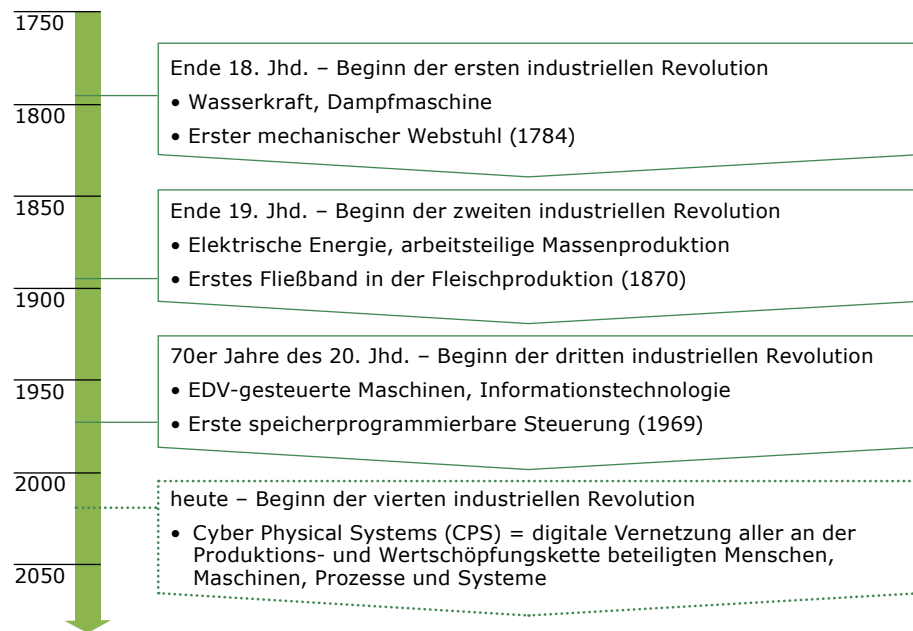 1750
Ende 18. Jhd. – Beginn der ersten industriellen Revolution
• Wasserkraft, Dampfmaschine
1800
• Erster mechanischer Webstuhl (1784)
1850
Ende 19. Jhd. – Beginn der zweiten industriellen Revolution
• Elektrische Energie, arbeitsteilige Massenproduktion
• Erstes Fließband in der Fleischproduktion (1870)
1900
70er Jahre des 20. Jhd. – Beginn der dritten industriellen Revolution
1950
• EDV-gesteuerte Maschinen, Informationstechnologie
• Erste speicherprogrammierbare Steuerung (1969)
2000
heute – Beginn der vierten industriellen Revolution
• Cyber Physical Systems (CPS) = digitale Vernetzung aller an der
Produktions- und Wertschöpfungskette beteiligten Menschen,
Maschinen, Prozesse und Systeme
2050